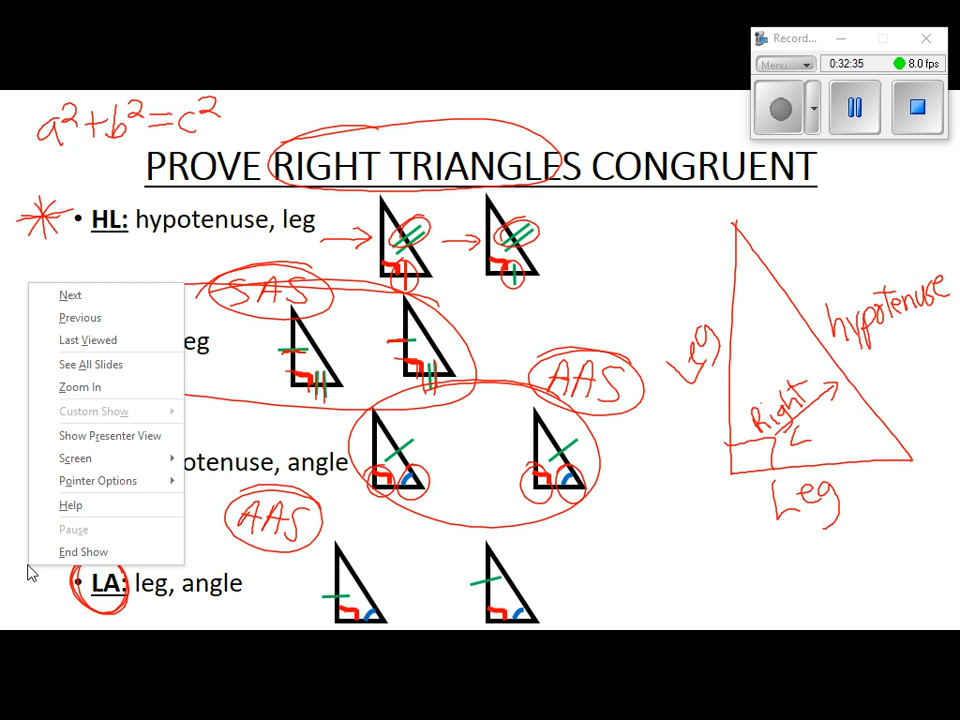 Record...
Menu
0:32:35
8.0 fps
a²+b²=c²
PROVE RIGHT TRIANGLES CONGRUENT
• HL: hypotenuse, leg
SAS
Next
Previous
Last Viewed
See All Slides
Zoom In
Custom Show
Show Presenter View
Screen
Pointer Options
Help
Pause
End Show
eg
AAS
otenuse, angle
AAS
• LA: leg, angle
Leg
hypotenuse
Right
Leg